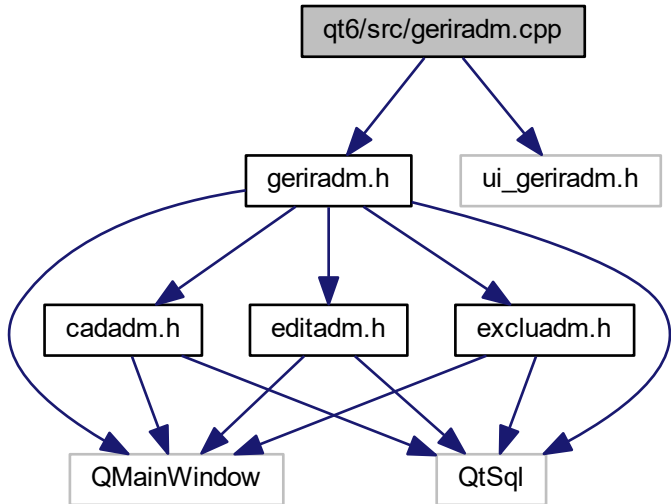 qt6/src/geriradm.cpp
geriradm.h
ui_geriradm.h
cadadm.h
editadm.h
excluadm.h
QMainWindow
QtSql